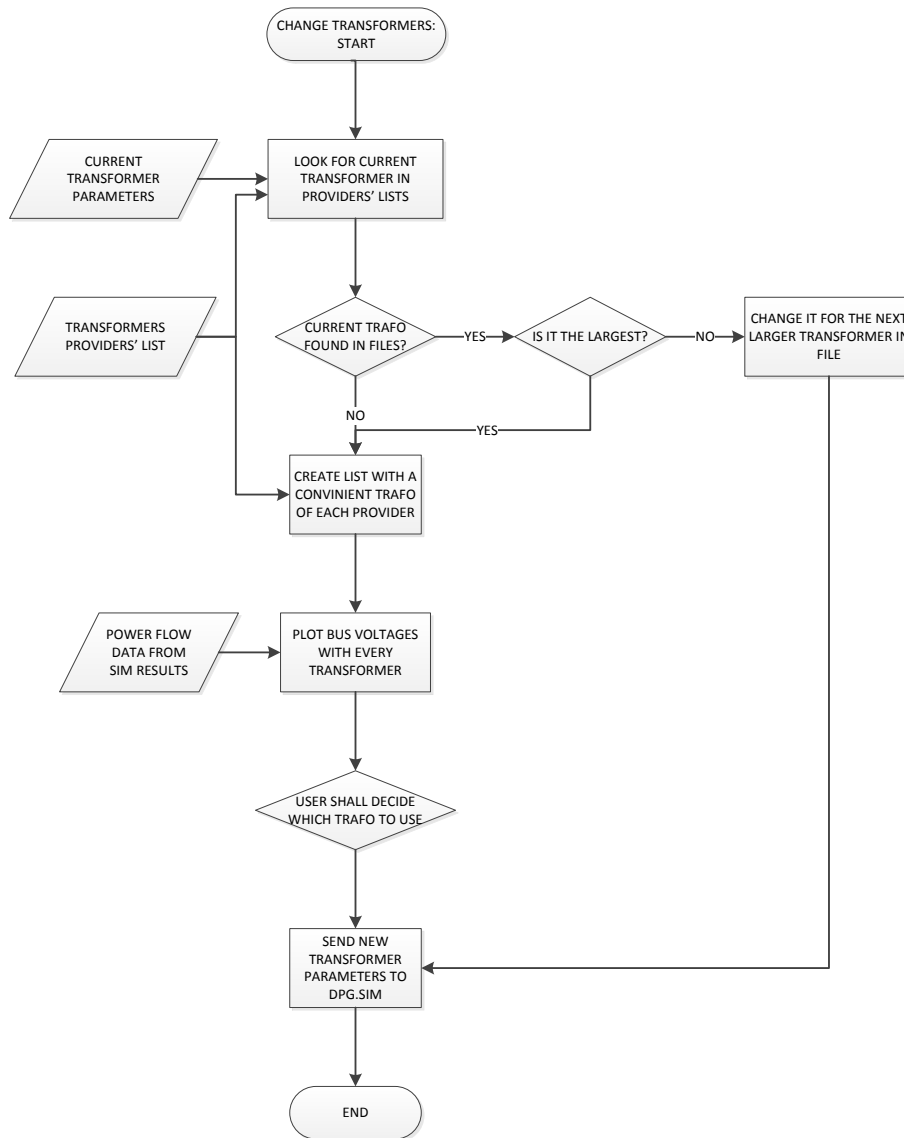 CHANGE TRANSFORMERS:
START
CURRENT
TRANSFORMER
PARAMETERS
LOOK FOR CURRENT
TRANSFORMER IN
PROVIDERS' LISTS
TRANSFORMERS
PROVIDERS' LIST
CURRENT TRAFO
FOUND IN FILES?
YES
IS IT THE LARGEST?
NO
CHANGE IT FOR THE NEXT
LARGER TRANSFORMER IN
FILE
NO
YES
CREATE LIST WITH A
CONVINIENT TRAFO
OF EACH PROVIDER
POWER FLOW
DATA FROM
SIM RESULTS
PLOT BUS VOLTAGES
WITH EVERY
TRANSFORMER
USER SHALL DECIDE
WHICH TRAFO TO USE
SEND NEW
TRANSFORMER
PARAMETERS TO
DPG.SIM
END